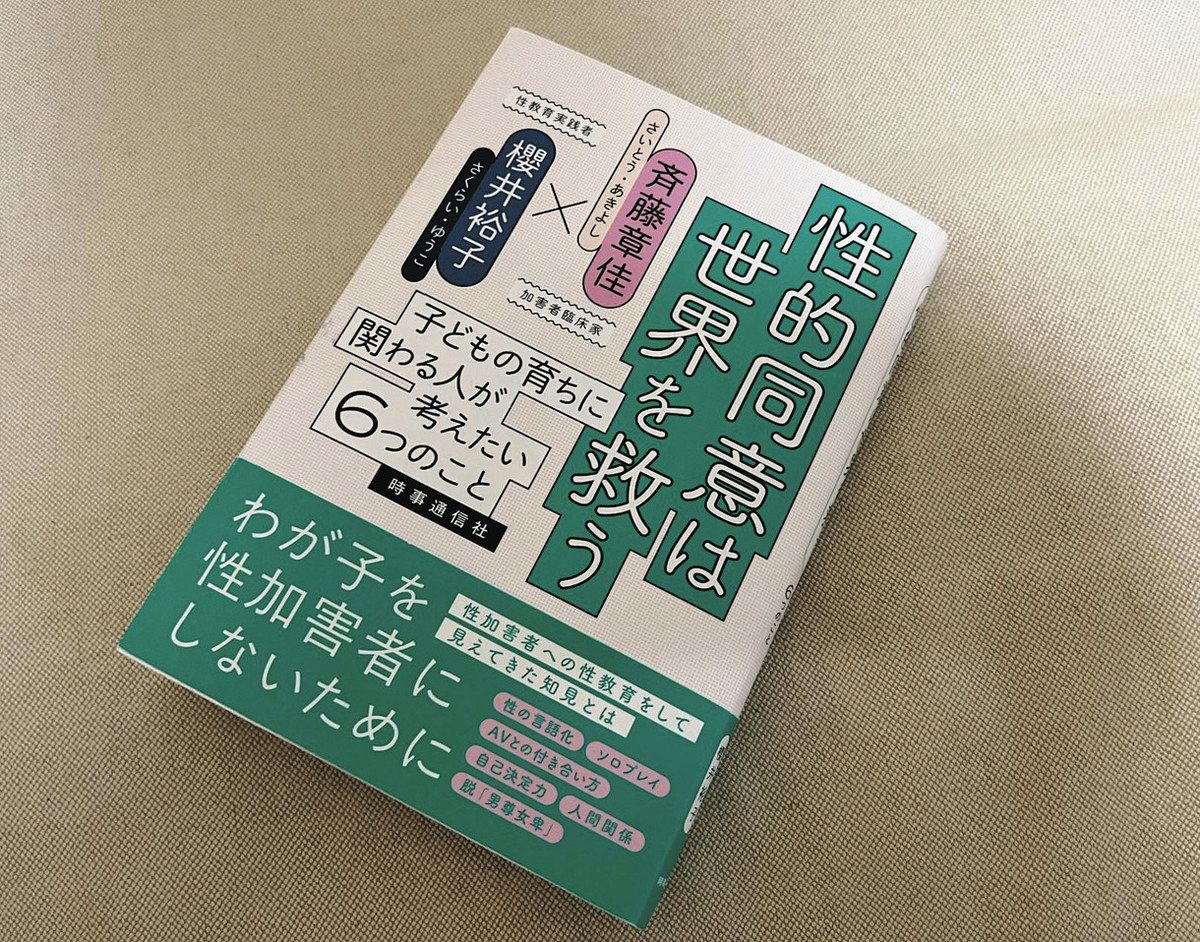 性的同意は
世界を救う
さいとう・あきよし
斉藤章佳
加害者臨床家
×
性教育実践者
櫻井裕子
さくらい・ゆうこ
子どもの育ちに
関わる人が
考えたい
6つのこと
時事通信社
わが子を
性加害者に
しないために
性加害者への性教育をして
見えてきた知見とは
性の言語化
ソロプレイ
AVとの付き合い方
自己決定力
人間関係
脱「男尊女卑」
6つのこと